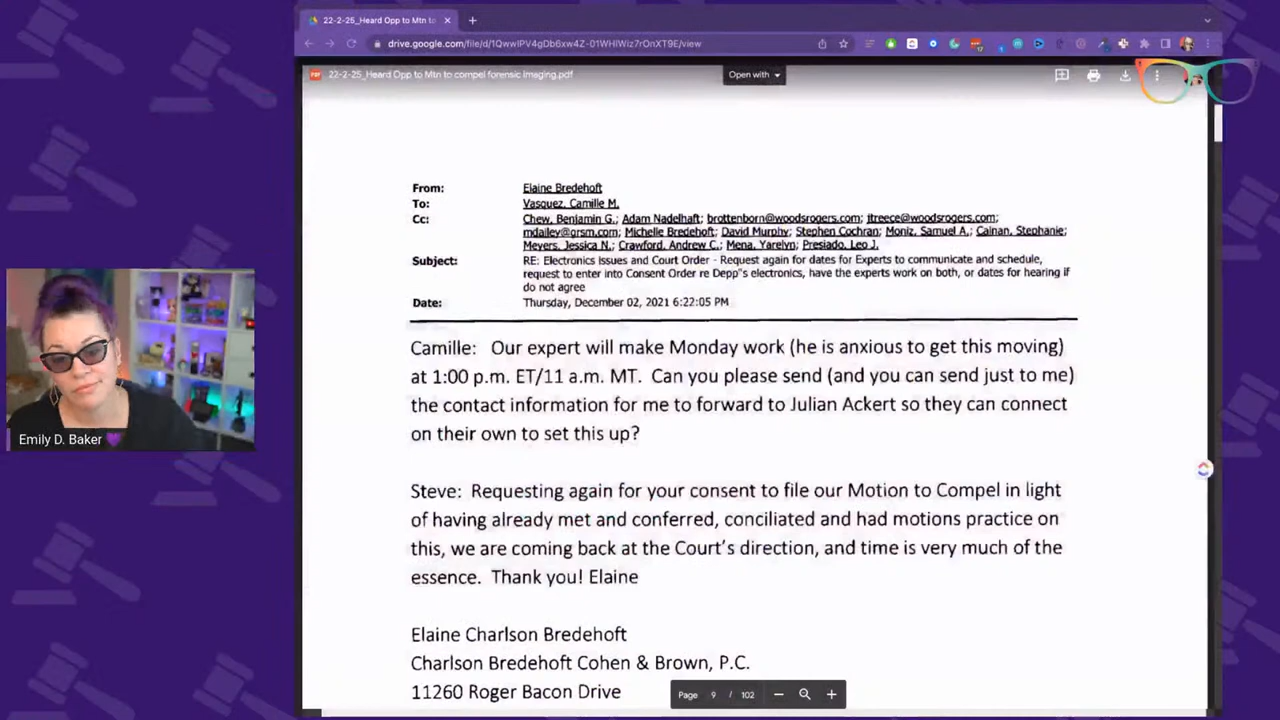 22-2-25_Heard Opp to Mtn to
drive.google.com/file/d/1QwwlPV4gDb6xw4Z-01WHIWiz7rOnXT9E/view
PDF 22-2-25_Heard Opp to Mtn to compel forensic imaging.pdf
Open with
From: Elaine Bredehoft
To: Vasquez, Camille M.
Cc: Chew, Benjamin G.; Adam Nadelhaft; brottenborn@woodsrogers.com; jtreece@woodsrogers.com;
mdailey@grsm.com; Michelle Bredehoft; David Murphy; Stephen Cochran; Moniz, Samuel A.; Calnan, Stephanie;
Meyers, Jessica N.; Crawford, Andrew C.; Mena, Yarelyn; Presiado, Leo J.
Subject: RE: Electronics Issues and Court Order - Request again for dates for Experts to communicate and schedule,
request to enter into Consent Order re Depp"s electronics, have the experts work on both, or dates for hearing if
do not agree
Date: Thursday, December 02, 2021 6:22:05 PM
Camille: Our expert will make Monday work (he is anxious to get this moving)
at 1:00 p.m. ET/11 a.m. MT. Can you please send (and you can send just to me)
the contact information for me to forward to Julian Ackert so they can connect
on their own to set this up?
Steve: Requesting again for your consent to file our Motion to Compel in light
of having already met and conferred, conciliated and had motions practice on
this, we are coming back at the Court's direction, and time is very much of the
essence. Thank you! Elaine
Elaine Charlson Bredehoft
Charlson Bredehoft Cohen & Brown, P.C.
11260 Roger Bacon Drive
Page 9 / 102
Emily D. Baker 💜